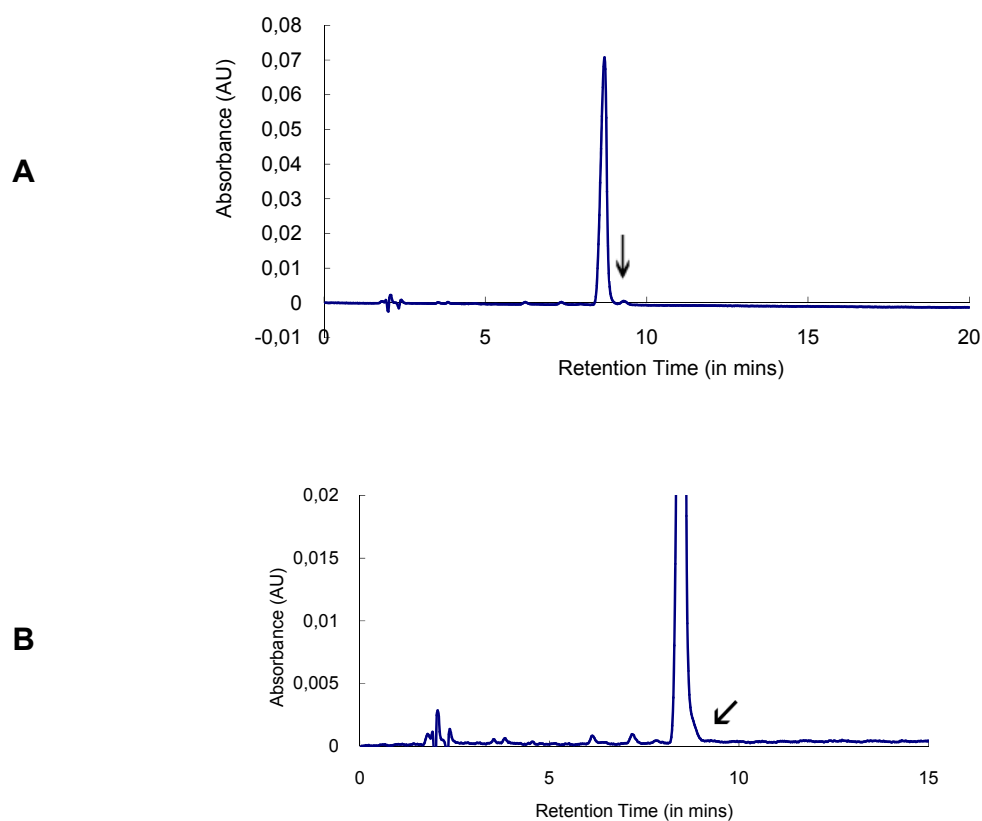 A
Absorbance (AU)
0,08
0,07
0,06
0,05
0,04
0,03
0,02
0,01
0
-0,01
0 5 10 15 20
Retention Time (in mins)
B
Absorbance (AU)
0,02
0,015
0,01
0,005
0
0 5 10 15
Retention Time (in mins)